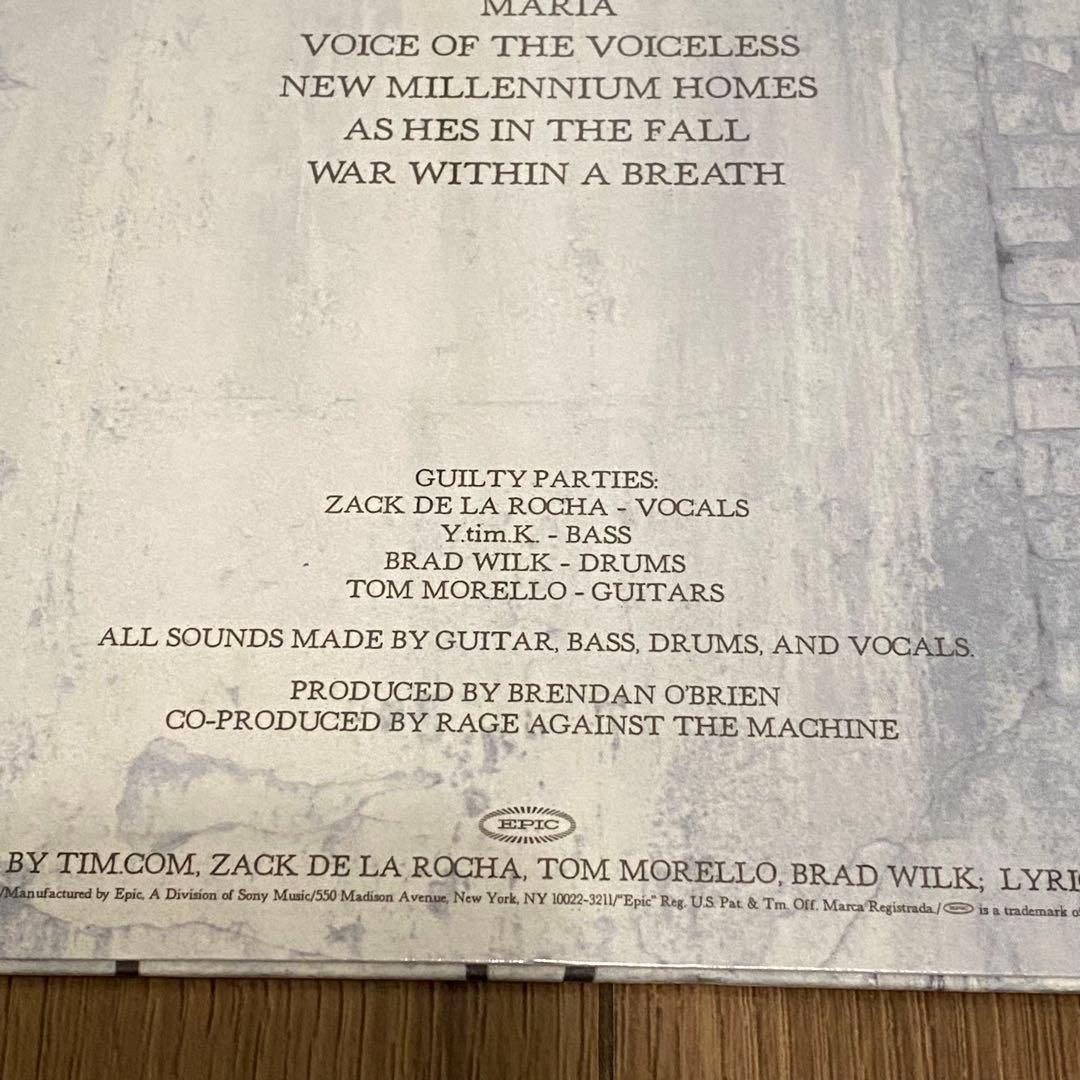 MARIA
VOICE OF THE VOICELESS
NEW MILLENNIUM HOMES
ASHES IN THE FALL
WAR WITHIN A BREATH
GUILTY PARTIES:
ZACK DE LA ROCHA - VOCALS
Y.tim.K. - BASS
BRAD WILK - DRUMS
TOM MORELLO - GUITARS
ALL SOUNDS MADE BY GUITAR, BASS, DRUMS, AND VOCALS.
PRODUCED BY BRENDAN O'BRIEN
CO-PRODUCED BY RAGE AGAINST THE MACHINE
EPIC
BY TIM.COM, ZACK DE LA ROCHA, TOM MORELLO, BRAD WILK; LYRI
/Manufactured by Epic, A Division of Sony Music/550 Madison Avenue, New York, NY 10022-3211/"Epic" Reg. U.S. Pat. & Tm. Off. Marca Registrada./ is a trademark o